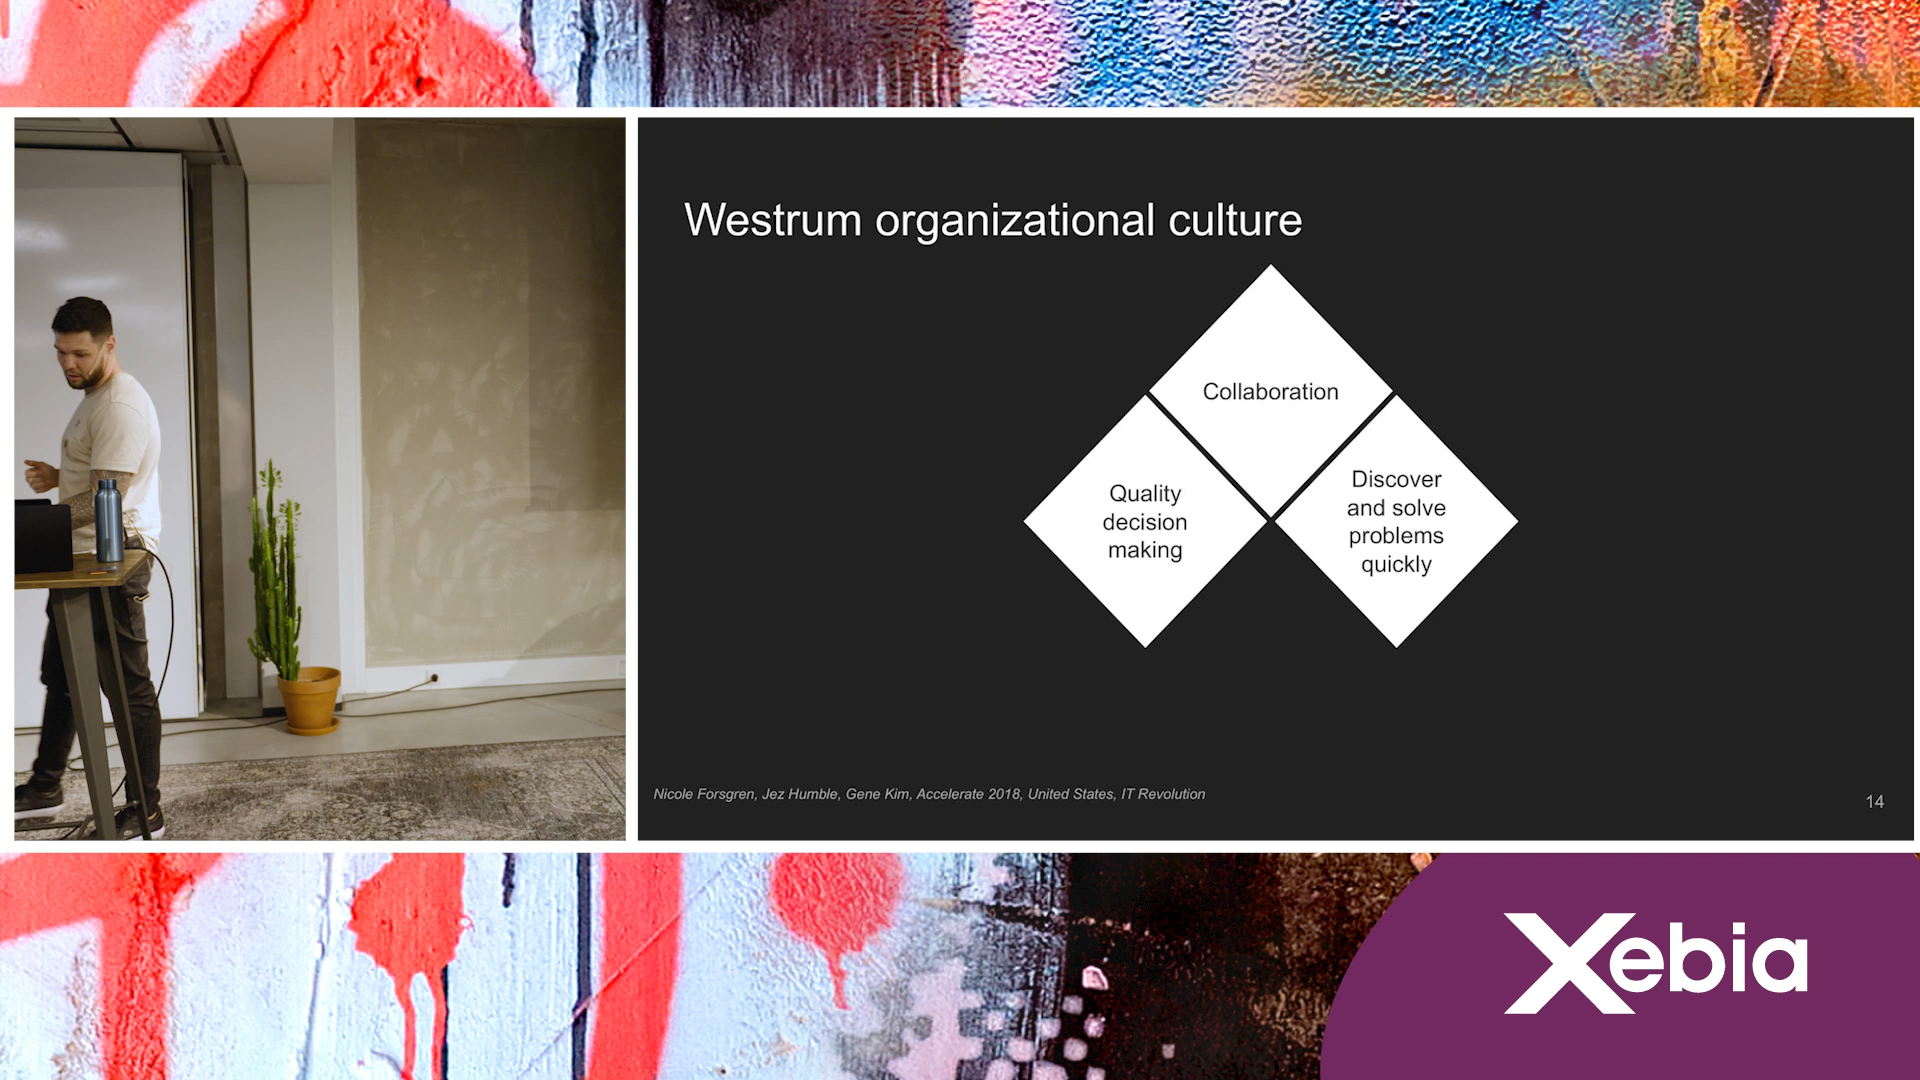 Westrum organizational culture
Collaboration
Quality
decision
making
Discover
and solve
problems
quickly
Nicole Forsgren, Jez Humble, Gene Kim, Accelerate 2018, United States, IT Revolution
14
Xebia